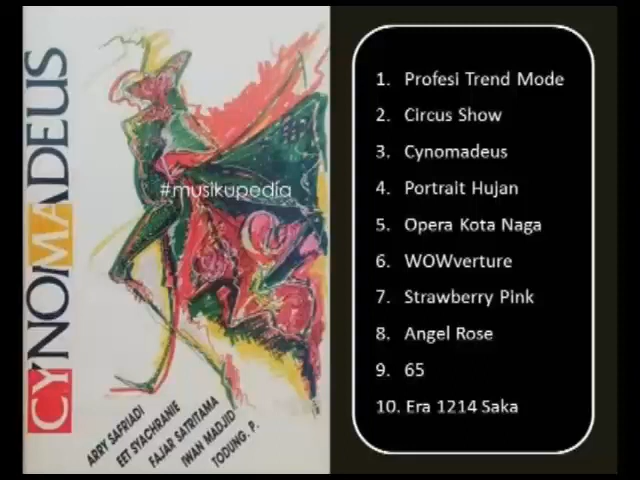 CYNOMADEUS
#musikupedia
ARRY SAFRIADI
EET SYACHRANIE
FAJAR SATRITAMA
IWAN MADJID
TODUNG. P.
1. Profesi Trend Mode
2. Circus Show
3. Cynomadeus
4. Portrait Hujan
5. Opera Kota Naga
6. WOWverture
7. Strawberry Pink
8. Angel Rose
9. 65
10. Era 1214 Saka